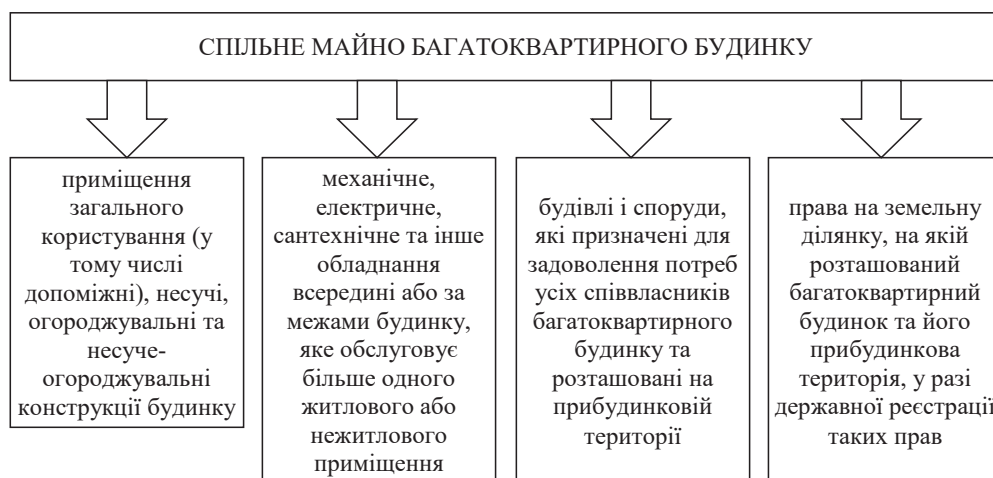 СПІЛЬНЕ МАЙНО БАГАТОКВАРТИРНОГО БУДИНКУ
приміщення
загального
користування (у
тому числі
допоміжні), несучі,
огороджувальні та
несуче-
огороджувальні
конструкції будинку
механічне,
електричне,
сантехнічне та інше
обладнання
всередині або за
межами будинку,
яке обслуговує
більше одного
житлового або
нежитлового
приміщення
будівлі і споруди,
які призначені для
задоволення потреб
усіх співвласників
багатоквартирного
будинку та
розташовані на
прибудинковій
території
права на земельну
ділянку, на якій
розташований
багатоквартирний
будинок та його
прибудинкова
територія, у разі
державної реєстрації
таких прав